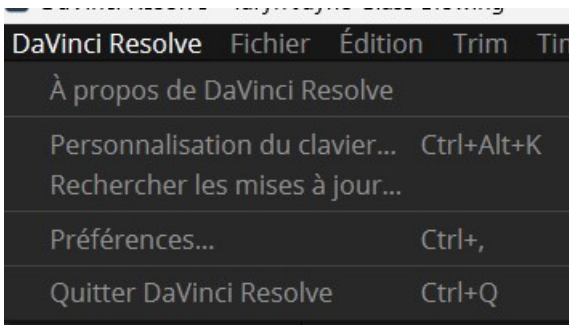 DaVinci Resolve Fichier Édition Trim
À propos de DaVinci Resolve
Personnalisation du clavier... Ctrl+Alt+K
Rechercher les mises à jour...
Préférences... Ctrl+,
Quitter DaVinci Resolve Ctrl+Q